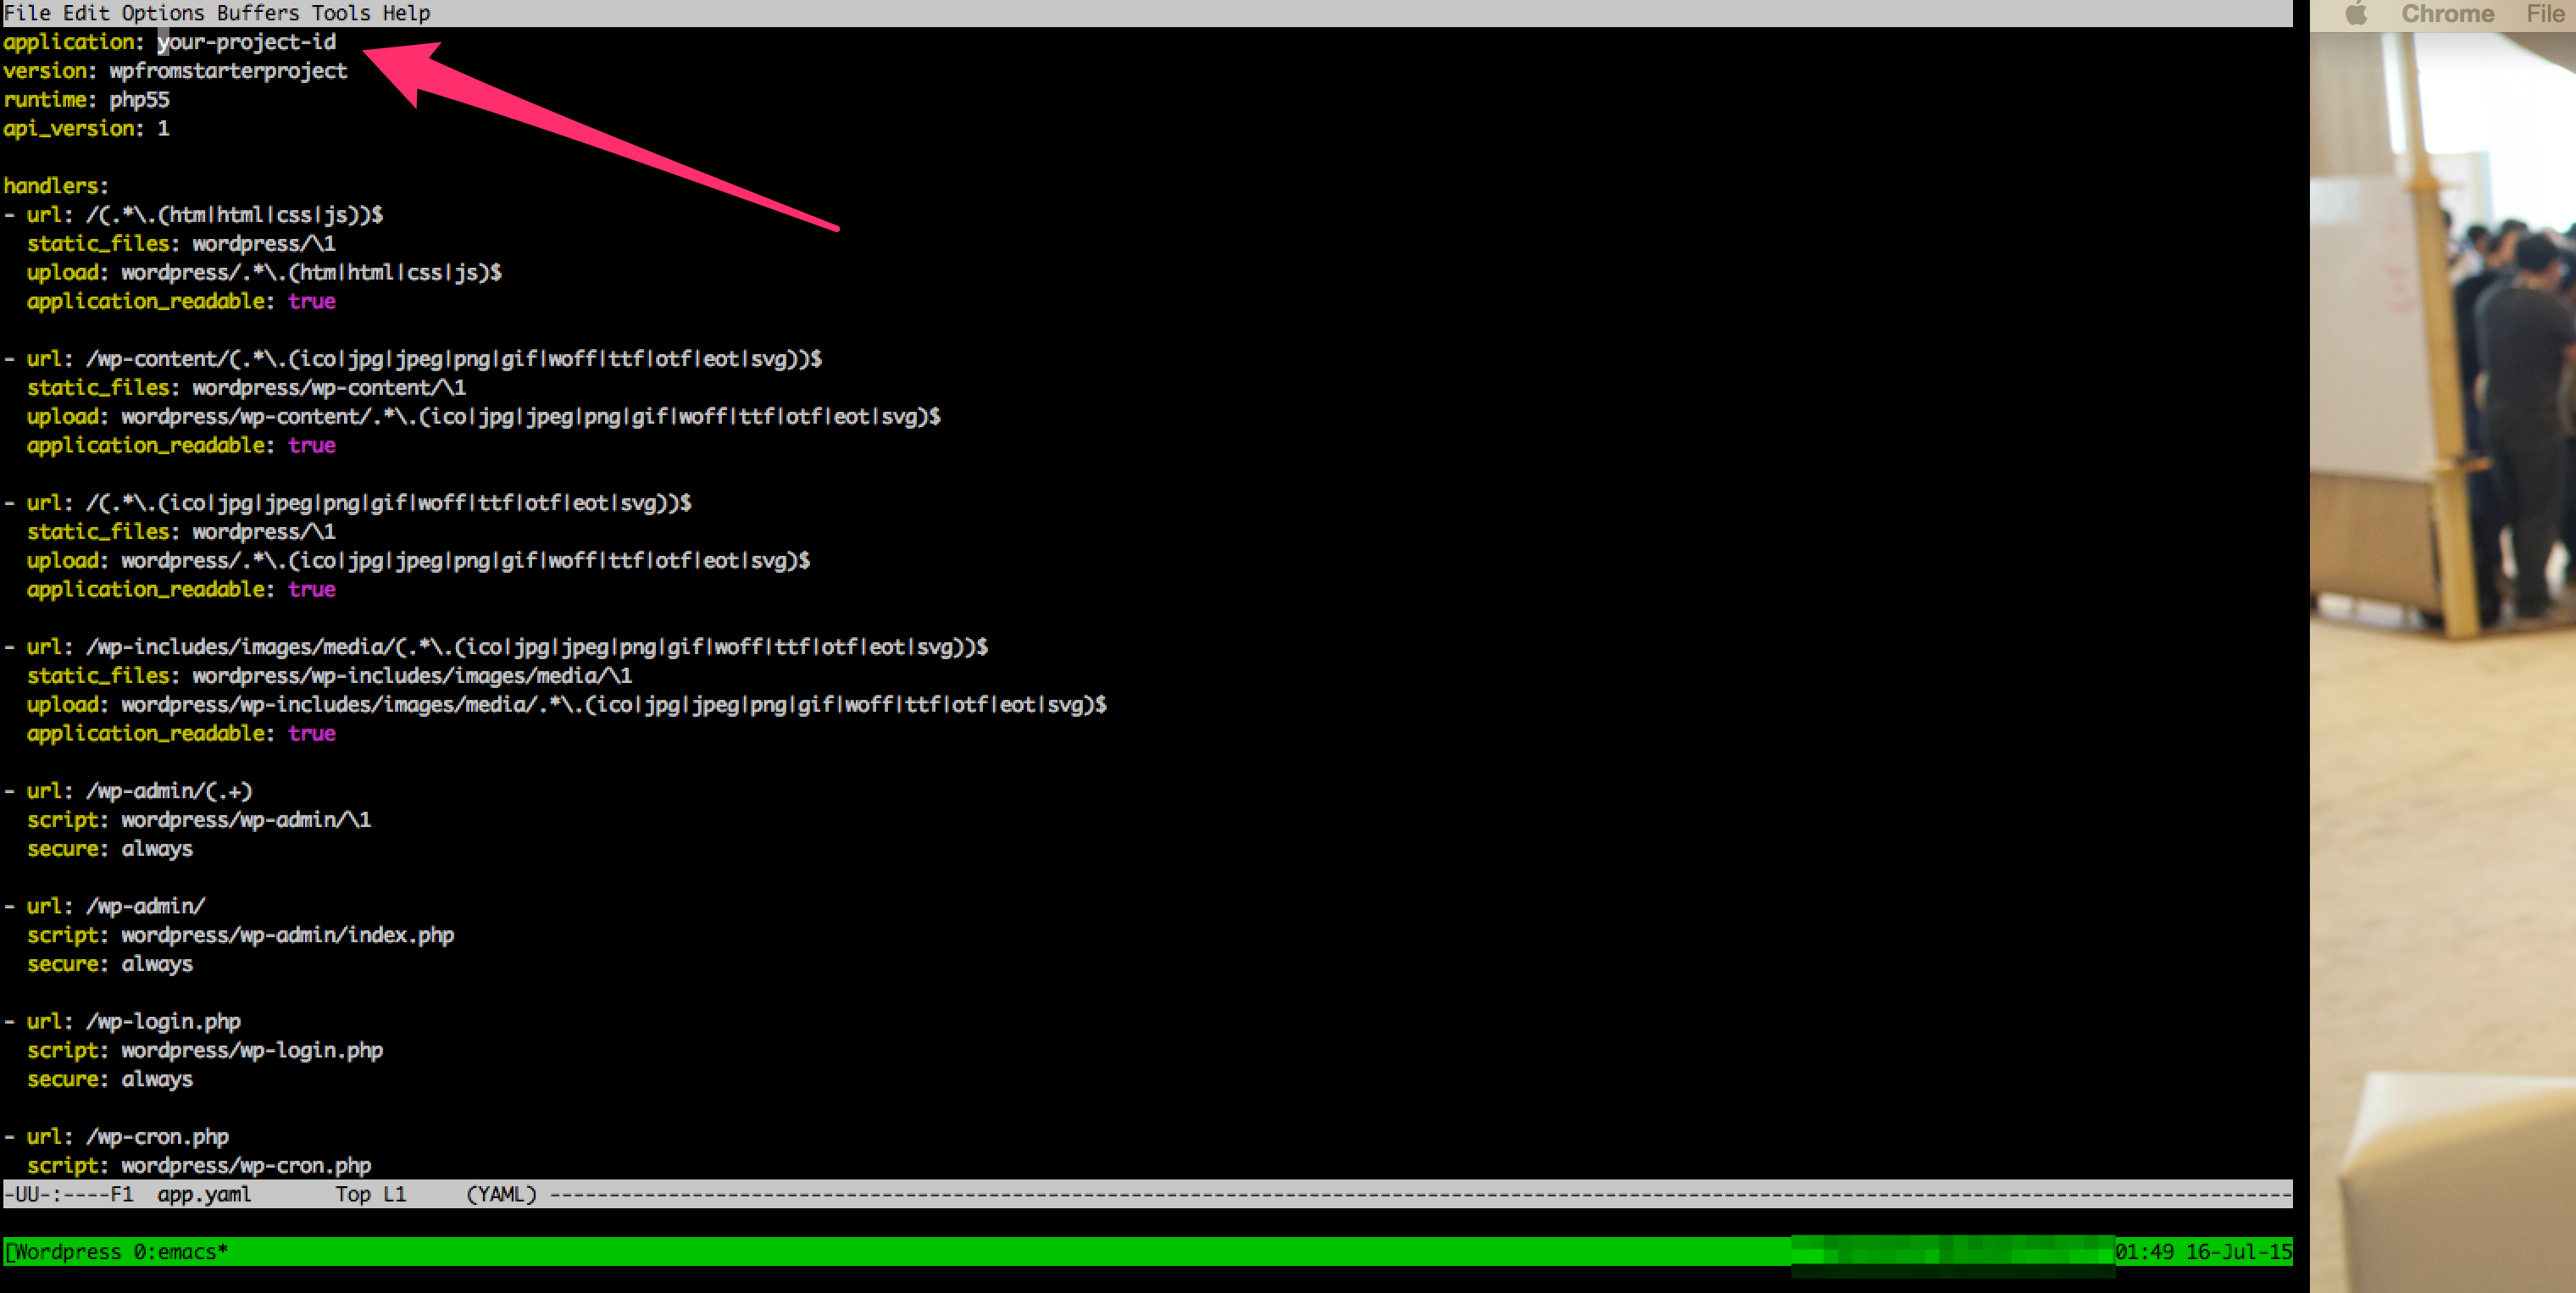 File Edit Options Buffers Tools Help
Chrome File
application: your-project-id
version: wpfromstarterproject
runtime: php55
api_version: 1
handlers:
- url: /(.*\.(htm|html|css|js))$
  static_files: wordpress/\1
  upload: wordpress/.*\.(htm|html|css|js)$
  application_readable: true
- url: /wp-content/(.*\.(ico|jpg|jpeg|png|gif|woff|ttf|otf|eot|svg))$
  static_files: wordpress/wp-content/\1
  upload: wordpress/wp-content/.*\.(ico|jpg|jpeg|png|gif|woff|ttf|otf|eot|svg)$
  application_readable: true
- url: /(.*\.(ico|jpg|jpeg|png|gif|woff|ttf|otf|eot|svg))$
  static_files: wordpress/\1
  upload: wordpress/.*\.(ico|jpg|jpeg|png|gif|woff|ttf|otf|eot|svg)$
  application_readable: true
- url: /wp-includes/images/media/(.*\.(ico|jpg|jpeg|png|gif|woff|ttf|otf|eot|svg))$
  static_files: wordpress/wp-includes/images/media/\1
  upload: wordpress/wp-includes/images/media/.*\.(ico|jpg|jpeg|png|gif|woff|ttf|otf|eot|svg)$
  application_readable: true
- url: /wp-admin/(.+)
  script: wordpress/wp-admin/\1
  secure: always
- url: /wp-admin/
  script: wordpress/wp-admin/index.php
  secure: always
- url: /wp-login.php
  script: wordpress/wp-login.php
  secure: always
- url: /wp-cron.php
  script: wordpress/wp-cron.php
-UU-:----F1  app.yaml       Top L1     (YAML) ----------------------------------------------------------------------------------------------------------------------------------------------------
[Wordpress 0:emacs* 01:49 16-Jul-15